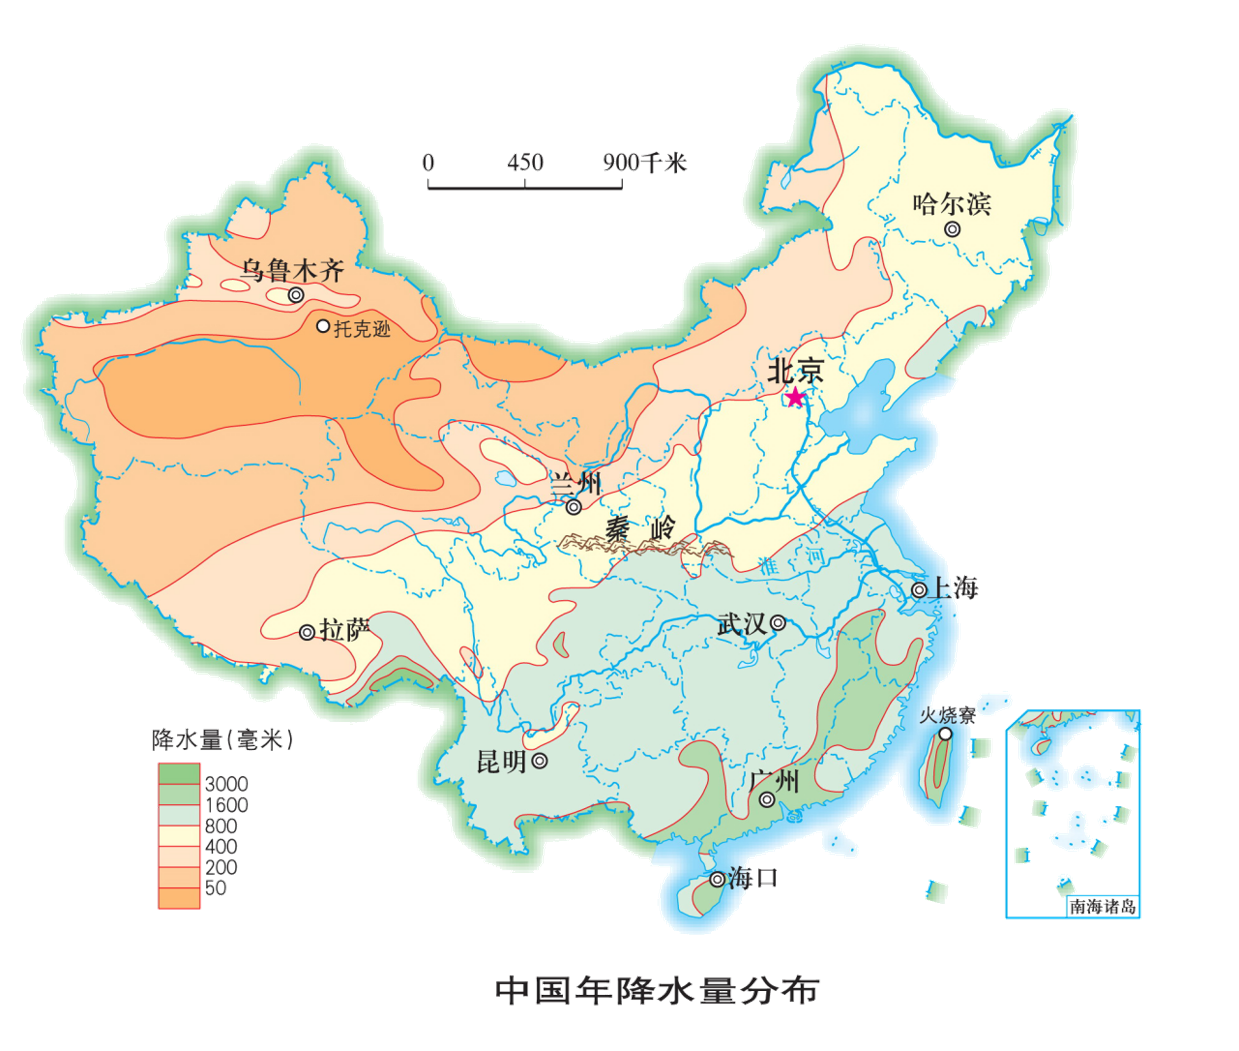 0 450 900千米
哈尔滨
乌鲁木齐
托克逊
北京
兰州
秦岭
淮河
上海
拉萨
武汉
火烧寮
昆明
广州
海口
降水量(毫米)
3000
1600
800
400
200
50
南海诸岛
中国年降水量分布